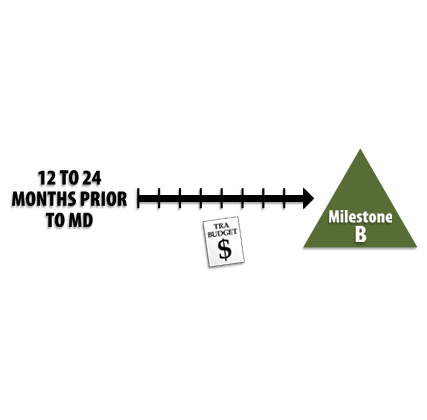 12 TO 24
MONTHS PRIOR
TO MD
TRA
BUDGET
$
Milestone
B